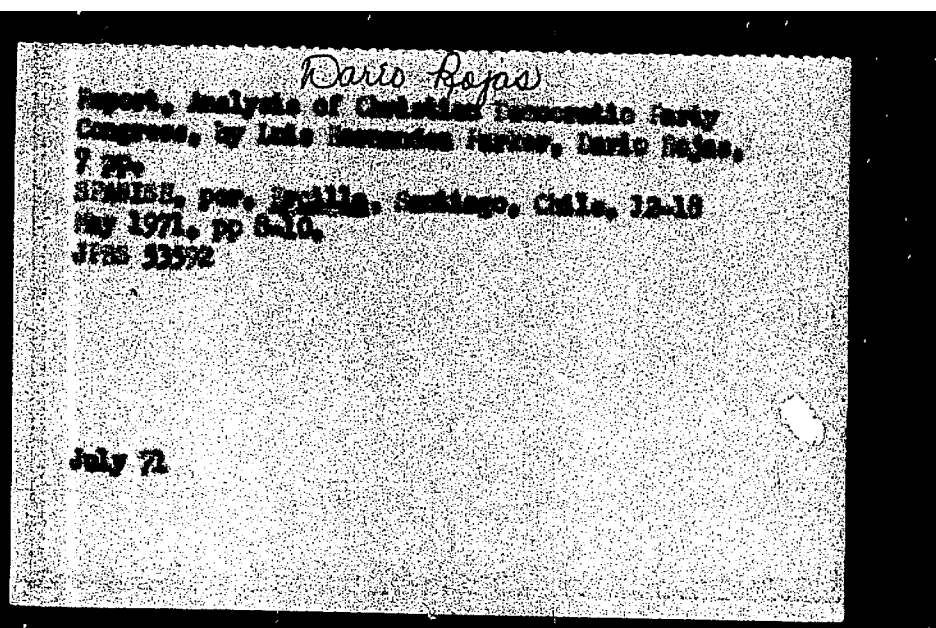 Dario Rojas
Report, Analysis of Christian Democratic Party
Congress, by Luis Hernandez Parker, Dario Rojas,
7 pp.
SPANISH, per, Ercilla, Santiago, Chile, 12-18
May 1971, pp 8-10.
JPRS 53592
July 71